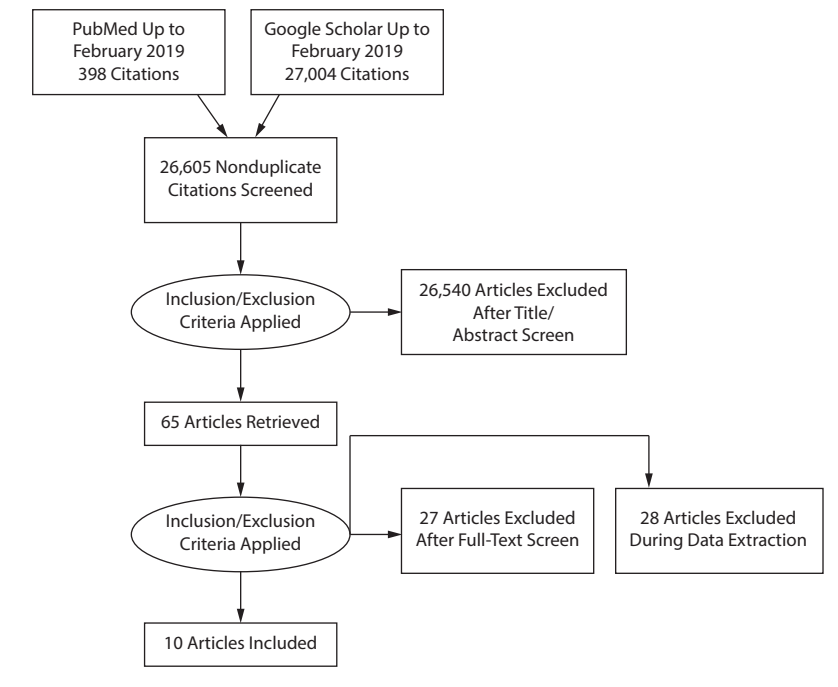 PubMed Up to
February 2019
398 Citations
Google Scholar Up to
February 2019
27,004 Citations
26,605 Nonduplicate
Citations Screened
Inclusion/Exclusion
Criteria Applied
26,540 Articles Excluded
After Title/
Abstract Screen
65 Articles Retrieved
Inclusion/Exclusion
Criteria Applied
27 Articles Excluded
After Full-Text Screen
28 Articles Excluded
During Data Extraction
10 Articles Included